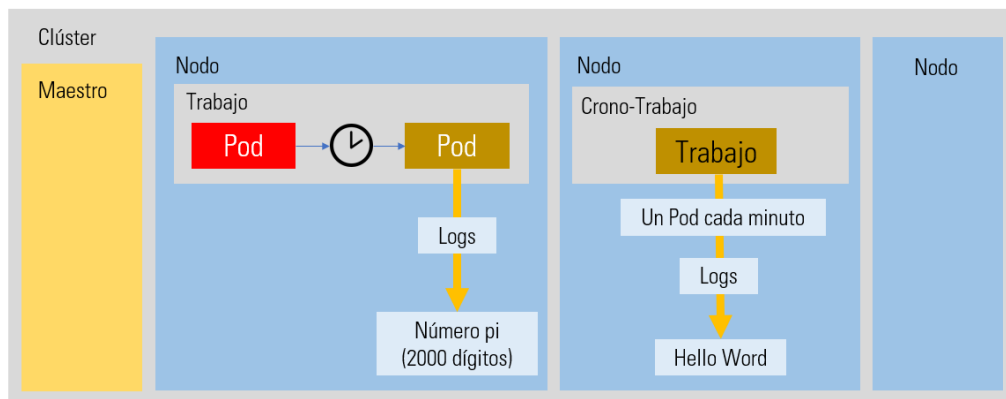 Clúster
Maestro
Nodo
Trabajo
Pod
Pod
Logs
Número pi
(2000 dígitos)
Nodo
Crono-Trabajo
Trabajo
Un Pod cada minuto
Logs
Hello Word
Nodo